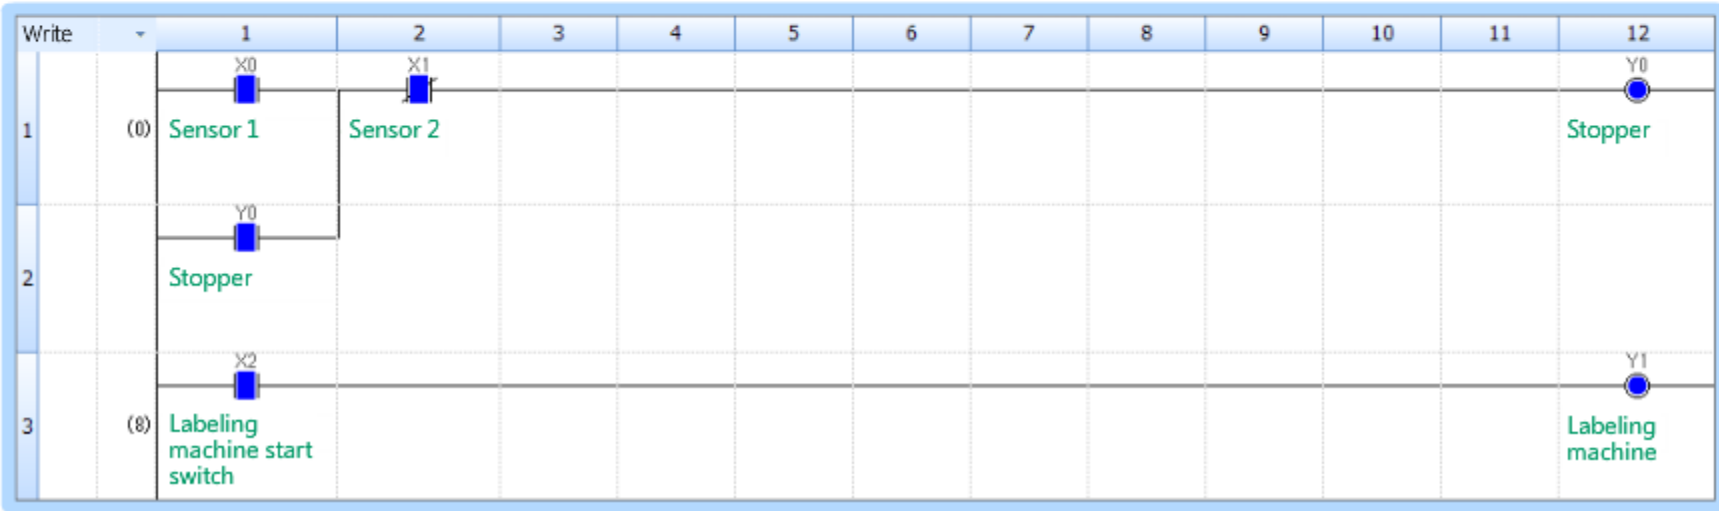 Write 1 2 3 4 5 6 7 8 9 10 11 12
X0 X1 Y0
1 (0) Sensor 1 Sensor 2 Stopper
Y0
2 Stopper
X2 Y1
3 (8) Labeling Labeling
machine start machine
switch